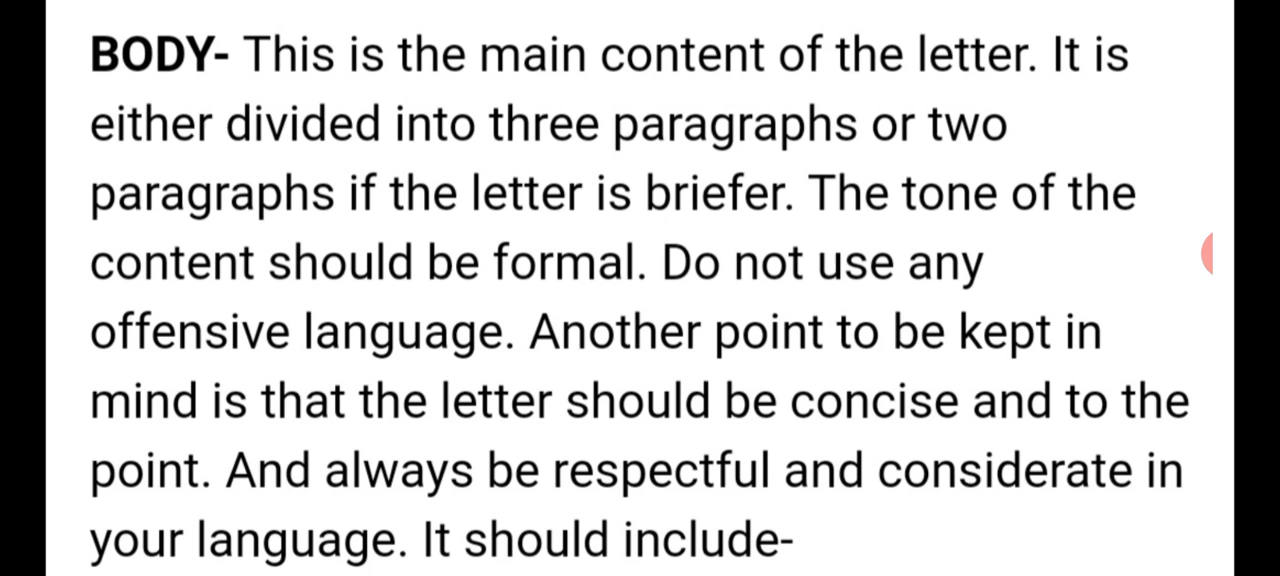 BODY- This is the main content of the letter. It is
either divided into three paragraphs or two
paragraphs if the letter is briefer. The tone of the
content should be formal. Do not use any
offensive language. Another point to be kept in
mind is that the letter should be concise and to the
point. And always be respectful and considerate in
your language. It should include-